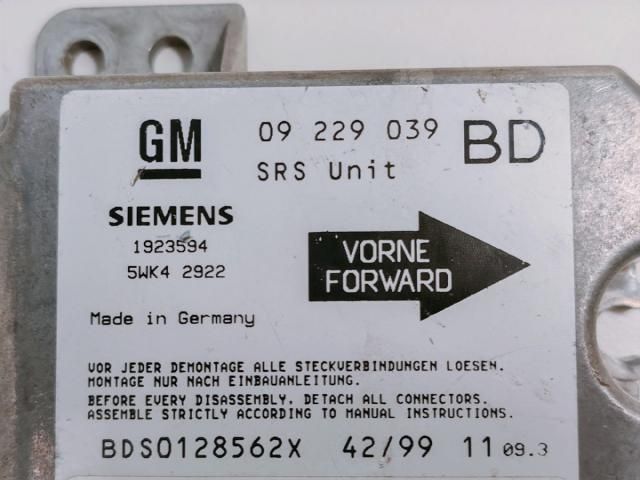 GM 09 229 039 BD
SRS Unit
SIEMENS
1923594
5WK4 2922
VORNE
FORWARD
Made in Germany
VOR JEDER DEMONTAGE ALLE STECKVERBINDUNGEN LOESEN.
MONTAGE NUR NACH EINBAUANLEITUNG.
BEFORE EVERY DISASSEMBLY, DETACH ALL CONNECTORS.
ASSEMBLE STRICTLY ACCORDING TO MANUAL INSTRUCTIONS.
BDS0128562X 42/99 11 09.3